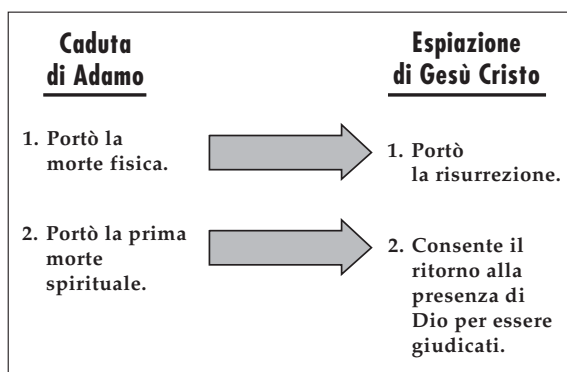 Caduta
di Adamo
1. Portò la
morte fisica.
2. Portò la prima
morte
spirituale.
Espiazione
di Gesù Cristo
1. Portò
la risurrezione.
2. Consente il
ritorno alla
presenza di
Dio per essere
giudicati.